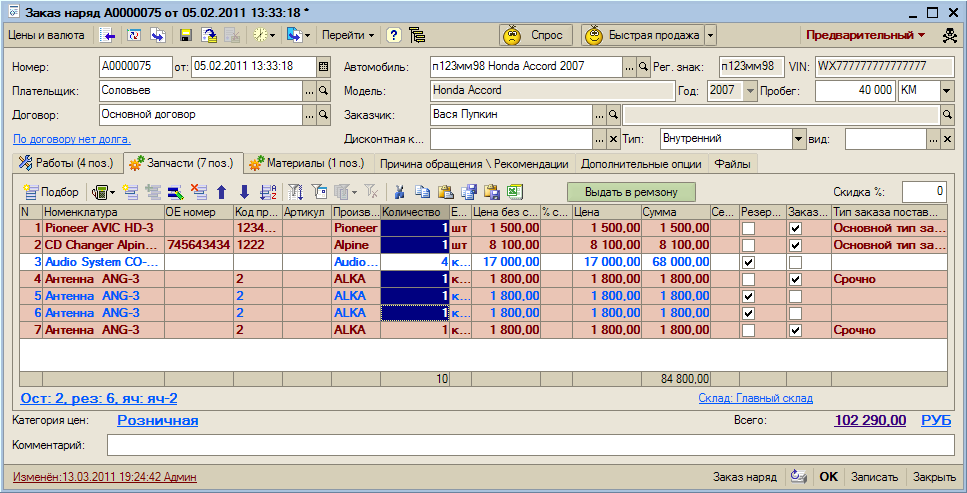 Заказ наряд А0000075 от 05.02.2011 13:33:18 *
Цены и валюта Перейти Спрос Быстрая продажа Предварительный
Номер: А0000075 от: 05.02.2011 13:33:18 Автомобиль: п123мм98 Honda Accord 2007 Рег. знак: п123мм98 VIN: WX77777777777777
Плательщик: Соловьев Модель: Honda Accord Год: 2007 Пробег: 40 000 КМ
Договор: Основной договор Заказчик: Вася Пупкин
По договору нет долга. Дисконтная к... Тип: Внутренний вид:
Работы (4 поз.) Запчасти (7 поз.) Материалы (1 поз.) Причина обращения \ Рекомендации Дополнительные опции Файлы
Подбор Выдать в ремзону Скидка %: 0
N Номенклатура OE номер Код пр... Артикул Произв... Количество Е... Цена без с... % с... Цена Сумма Се... Резер... Заказ... Тип заказа постав...
1 Pioneer AVIC HD-3 1234... Pioneer 1 шт 1 500,00 1 500,00 1 500,00 Основной тип за...
2 CD Changer Alpin... 745643434 1222 Alpine 1 шт 8 100,00 8 100,00 8 100,00 Основной тип за...
3 Audio System CO-... Audio... 4 к... 17 000,00 17 000,00 68 000,00
4 Антенна ANG-3 2 ALKA 1 к... 1 800,00 1 800,00 1 800,00 Срочно
5 Антенна ANG-3 2 ALKA 1 к... 1 800,00 1 800,00 1 800,00
6 Антенна ANG-3 2 ALKA 1 к... 1 800,00 1 800,00 1 800,00
7 Антенна ANG-3 2 ALKA 1 к... 1 800,00 1 800,00 1 800,00 Срочно
10 84 800,00
Ост: 2, рез: 6, яч: яч-2 Склад: Главный склад
Категория цен: Розничная Всего: 102 290,00 РУБ
Комментарий:
Изменён:13.03.2011 19:24:42 Админ Заказ наряд OK Записать Закрыть